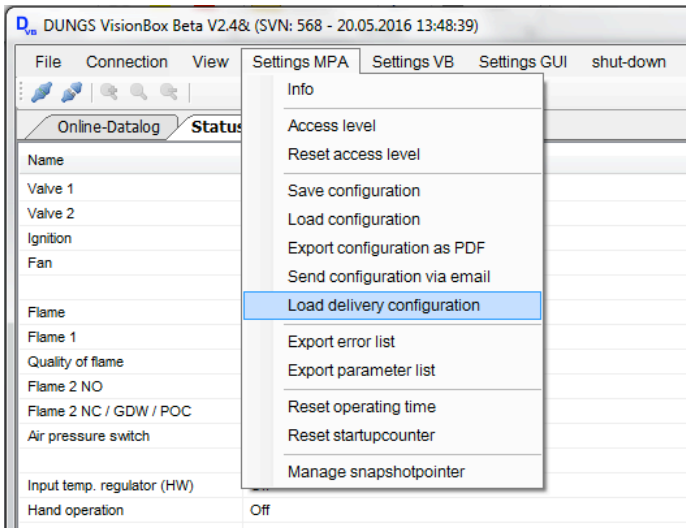 DVB DUNGS VisionBox Beta V2.4& (SVN: 568 - 20.05.2016 13:48:39)
File Connection View Settings MPA Settings VB Settings GUI shut-down
Info
Online-Datalog Status
Access level
Reset access level
Name
Save configuration
Valve 1
Load configuration
Valve 2
Export configuration as PDF
Ignition
Send configuration via email
Fan
Load delivery configuration
Flame
Export error list
Flame 1
Export parameter list
Quality of flame
Flame 2 NO
Reset operating time
Flame 2 NC / GDW / POC
Reset startupcounter
Air pressure switch
Manage snapshotpointer
Input temp. regulator (HW)
Hand operation Off